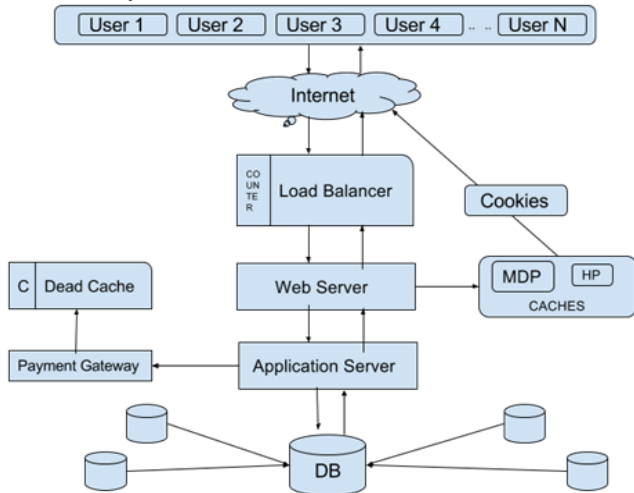 User 1 User 2 User 3 User 4 .. .. User N
Internet
CO
UN
TE
R
Load Balancer
Cookies
C Dead Cache
Web Server
MDP HP
CACHES
Payment Gateway
Application Server
DB